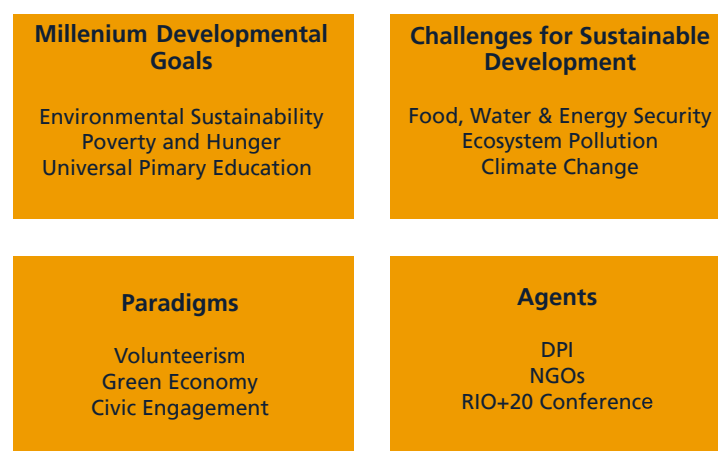 Millenium Developmental
Goals
Environmental Sustainability
Poverty and Hunger
Universal Pimary Education
Challenges for Sustainable
Development
Food, Water & Energy Security
Ecosystem Pollution
Climate Change
Paradigms
Volunteerism
Green Economy
Civic Engagement
Agents
DPI
NGOs
RIO+20 Conference